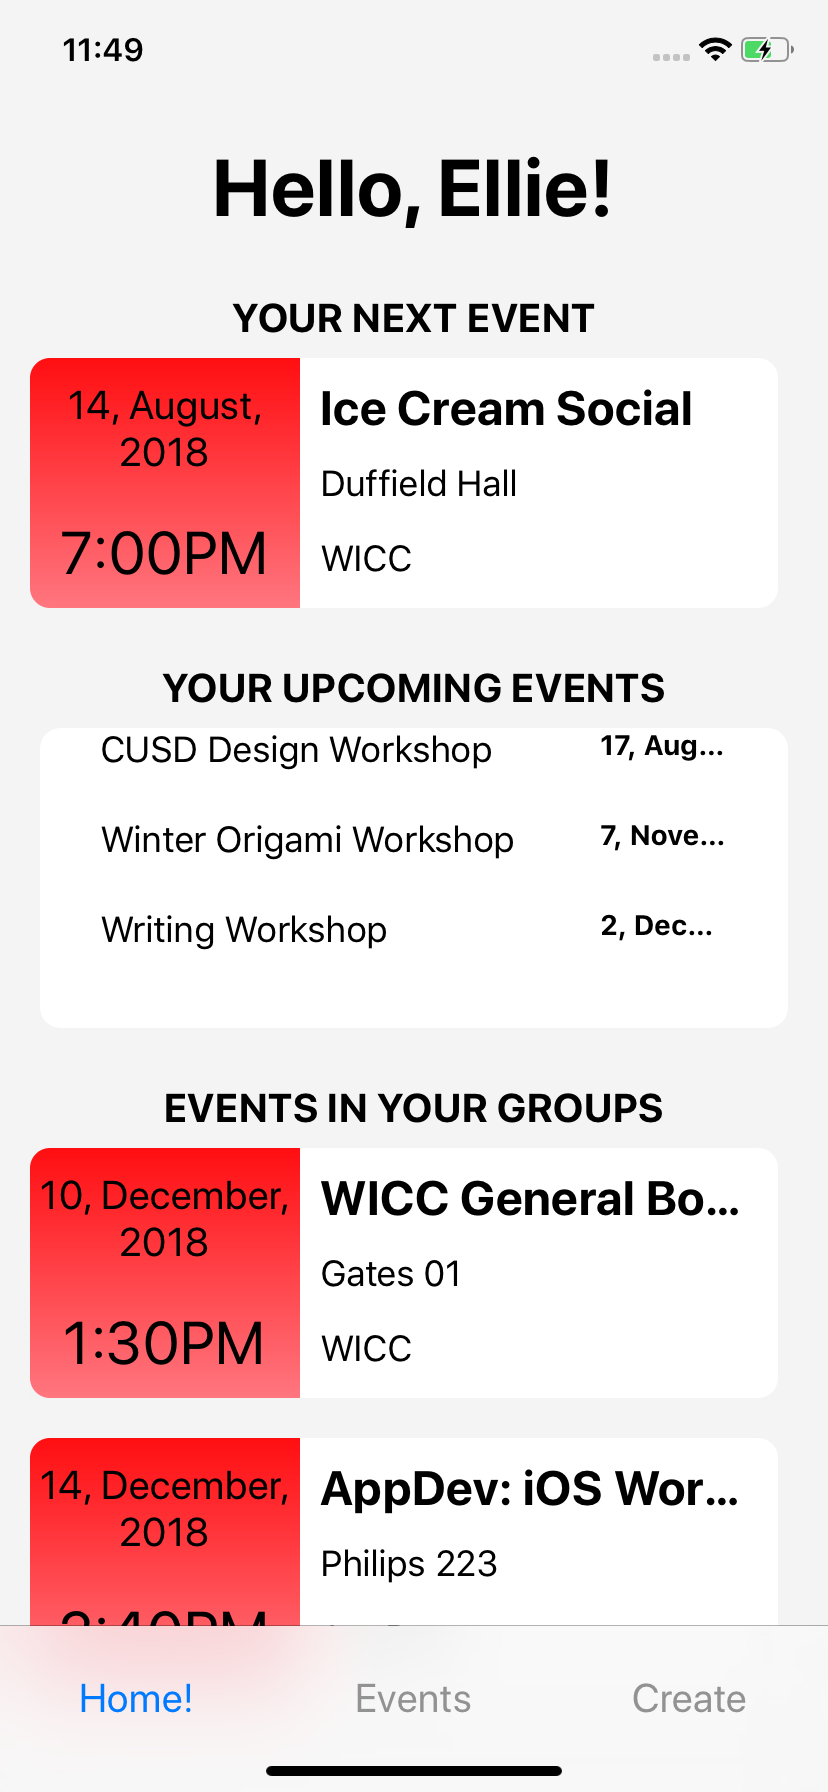 11:49
Hello, Ellie!
YOUR NEXT EVENT
14, August,
2018
7:00PM
Ice Cream Social
Duffield Hall
WICC
YOUR UPCOMING EVENTS
CUSD Design Workshop 17, Aug...
Winter Origami Workshop 7, Nove...
Writing Workshop 2, Dec...
EVENTS IN YOUR GROUPS
10, December,
2018
1:30PM
WICC General Bo...
Gates 01
WICC
14, December,
2018
AppDev: iOS Wor...
Philips 223
Home! Events Create